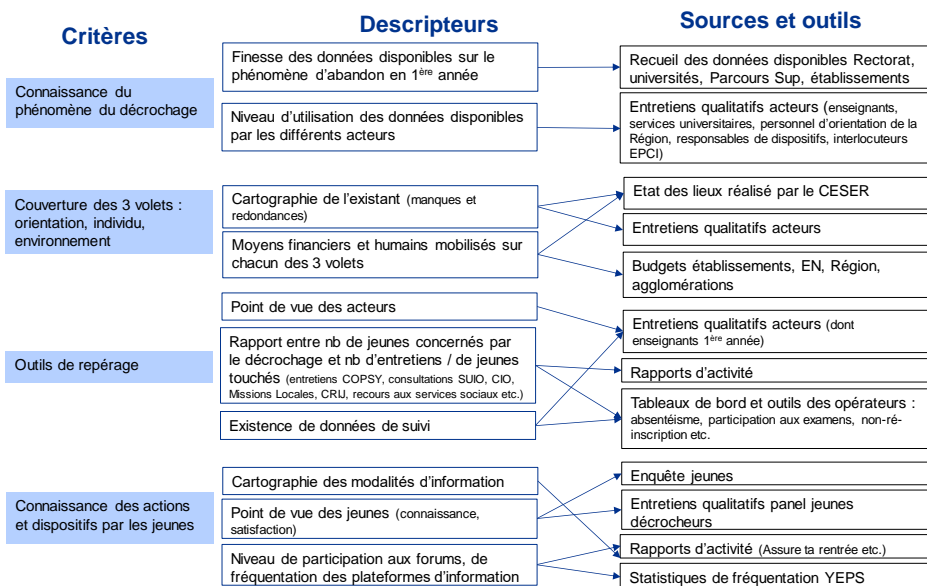 Critères
Descripteurs
Sources et outils
Connaissance du
phénomène du décrochage
Finesse des données disponibles sur le
phénomène d'abandon en 1ère année
Niveau d'utilisation des données disponibles
par les différents acteurs
Recueil des données disponibles Rectorat,
universités, Parcours Sup, établissements
Entretiens qualitatifs acteurs (enseignants,
services universitaires, personnel d'orientation de la
Région, responsables de dispositifs, interlocuteurs
EPCI)
Couverture des 3 volets :
orientation, individu,
environnement
Cartographie de l'existant (manques et
redondances)
Moyens financiers et humains mobilisés sur
chacun des 3 volets
Etat des lieux réalisé par le CESER
Entretiens qualitatifs acteurs
Budgets établissements, EN, Région,
agglomérations
Outils de repérage
Point de vue des acteurs
Rapport entre nb de jeunes concernés par
le décrochage et nb d'entretiens / de jeunes
touchés (entretiens COPSY, consultations SUIO, CIO,
Missions Locales, CRIJ, recours aux services sociaux etc.)
Existence de données de suivi
Entretiens qualitatifs acteurs (dont
enseignants 1ère année)
Rapports d'activité
Tableaux de bord et outils des opérateurs :
absentéisme, participation aux examens, non-ré-
inscription etc.
Connaissance des actions
et dispositifs par les jeunes
Cartographie des modalités d'information
Point de vue des jeunes (connaissance,
satisfaction)
Niveau de participation aux forums, de
fréquentation des plateformes d'information
Enquête jeunes
Entretiens qualitatifs panel jeunes
décrocheurs
Rapports d'activité (Assure ta rentrée etc.)
Statistiques de fréquentation YEPS